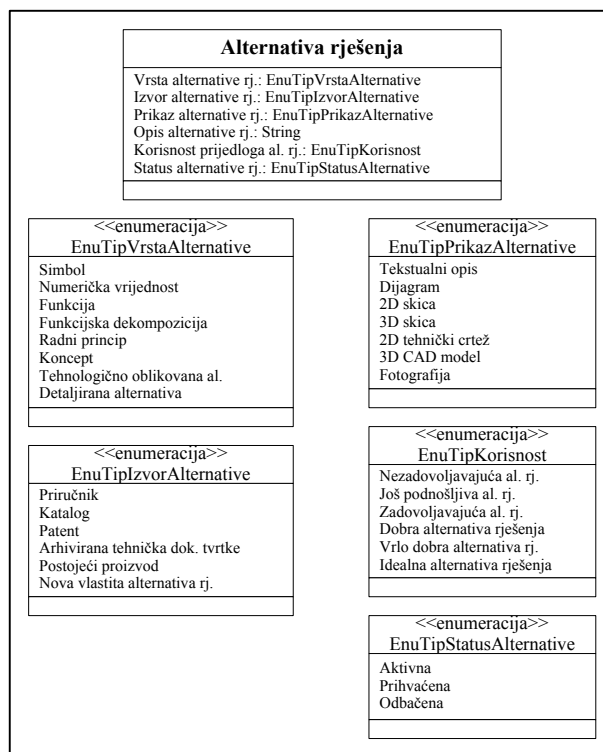 Alternativa rješenja
Vrsta alternative rj.: EnuTipVrstaAlternative
Izvor alternative rj.: EnuTipIzvorAlternative
Prikaz alternative rj.: EnuTipPrikazAlternative
Opis alternative rj.: String
Korisnost prijedloga al. rj.: EnuTipKorisnost
Status alternative rj.: EnuTipStatusAlternative
<<enumeracija>>
EnuTipVrstaAlternative
Simbol
Numerička vrijednost
Funkcija
Funkcijska dekompozicija
Radni princip
Koncept
Tehnologično oblikovana al.
Detaljirana alternativa
<<enumeracija>>
EnuTipIzvorAlternative
Priručnik
Katalog
Patent
Arhivirana tehnička dok. tvrtke
Postojeći proizvod
Nova vlastita alternativa rj.
<<enumeracija>>
EnuTipPrikazAlternative
Tekstualni opis
Dijagram
2D skica
3D skica
2D tehnički crtež
3D CAD model
Fotografija
<<enumeracija>>
EnuTipKorisnost
Nezadovoljavajuća al. rj.
Još podnošljiva al. rj.
Zadovoljavajuća al. rj.
Dobra alternativa rješenja
Vrlo dobra alternativa rj.
Idealna alternativa rješenja
<<enumeracija>>
EnuTipStatusAlternative
Aktivna
Prihvaćena
Odbačena